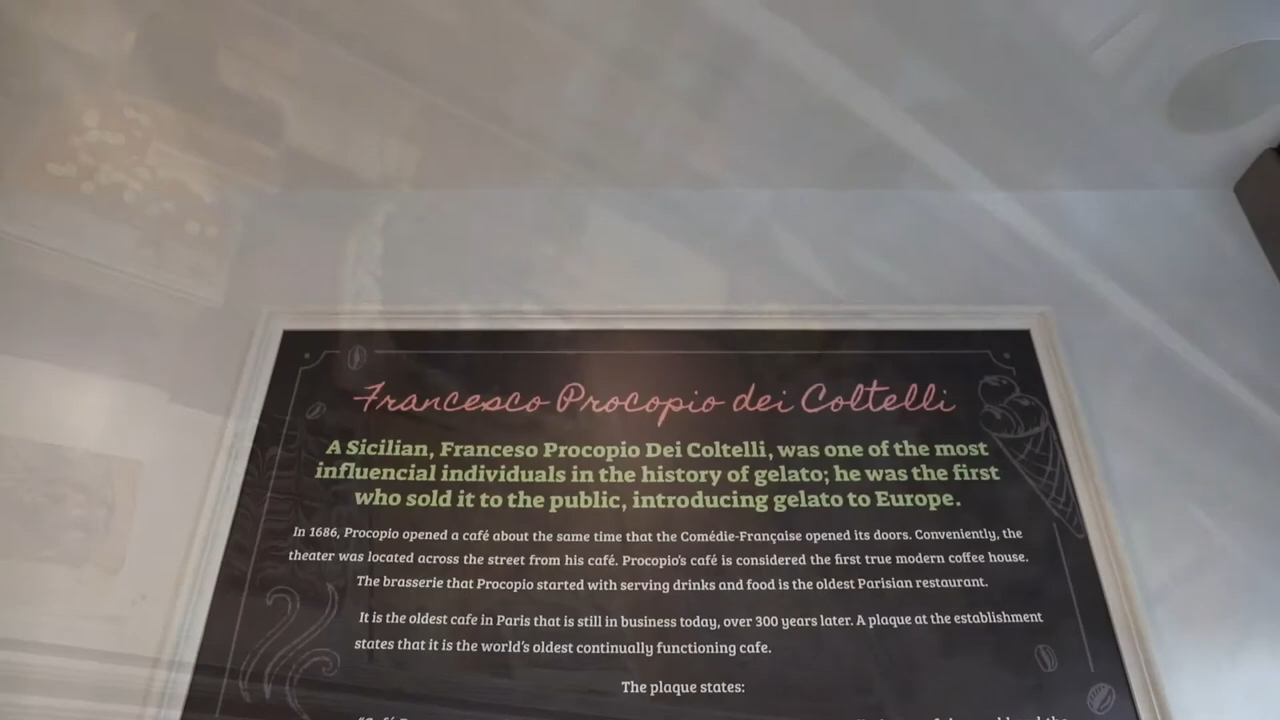 Francesco Procopio dei Coltelli
A Sicilian, Franceso Procopio Dei Coltelli, was one of the most
influencial individuals in the history of gelato; he was the first
who sold it to the public, introducing gelato to Europe.
In 1686, Procopio opened a café about the same time that the Comédie-Française opened its doors. Conveniently, the
theater was located across the street from his café. Procopio's café is considered the first true modern coffee house.
The brasserie that Procopio started with serving drinks and food is the oldest Parisian restaurant.
It is the oldest cafe in Paris that is still in business today, over 300 years later. A plaque at the establishment
states that it is the world's oldest continually functioning cafe.
The plaque states: